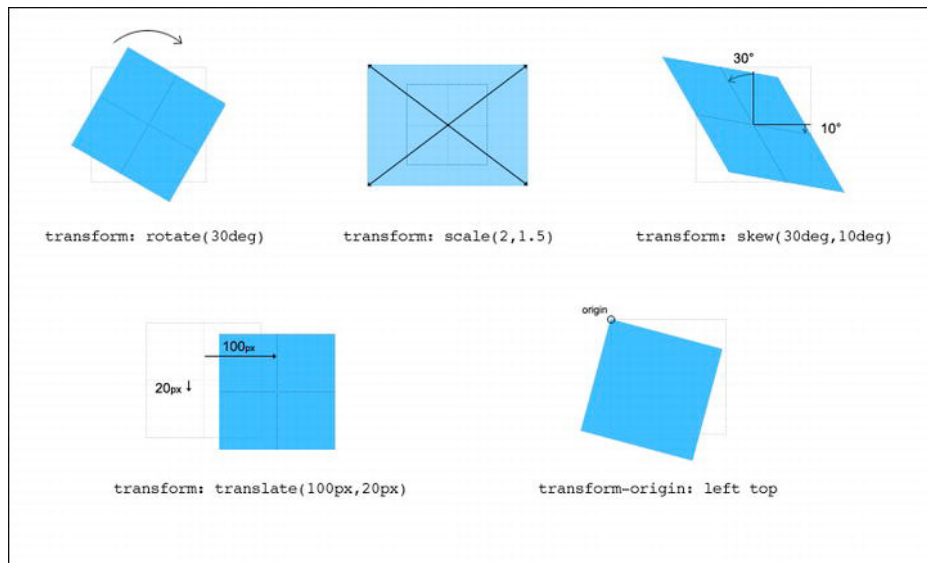 30°
10°
transform: rotate(30deg)
transform: scale(2,1.5)
transform: skew(30deg,10deg)
origin
100px
20px
transform: translate(100px,20px)
transform-origin: left top